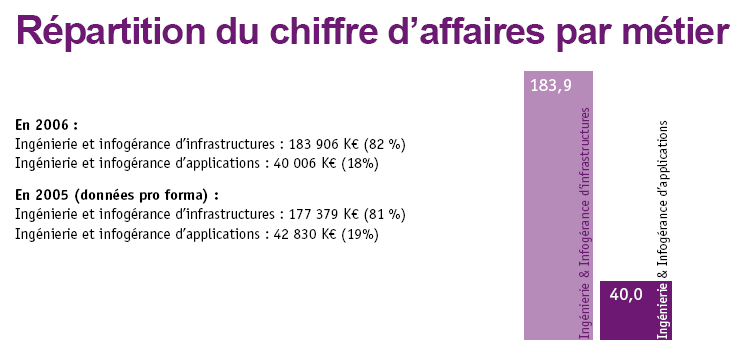 Répartition du chiffre d'affaires par métier
En 2006 :
Ingénierie et infogérance d'infrastructures : 183 906 K€ (82 %)
Ingénierie et infogérance d'applications : 40 006 K€ (18%)
En 2005 (données pro forma) :
Ingénierie et infogérance d'infrastructures : 177 379 K€ (81 %)
Ingénierie et infogérance d'applications : 42 830 K€ (19%)
183,9
Ingénierie & Infogérance d'infrastructures
40,0
Ingénierie & Infogérance d'applications